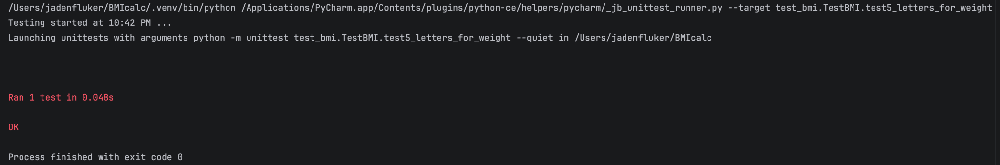 /Users/jadenfluker/BMIcalc/.venv/bin/python /Applications/PyCharm.app/Contents/plugins/python-ce/helpers/pycharm/_jb_unittest_runner.py --target test_bmi.TestBMI.test5_letters_for_weight
Testing started at 10:42 PM ...
Launching unittests with arguments python -m unittest test_bmi.TestBMI.test5_letters_for_weight --quiet in /Users/jadenfluker/BMIcalc
Ran 1 test in 0.048s
OK
Process finished with exit code 0